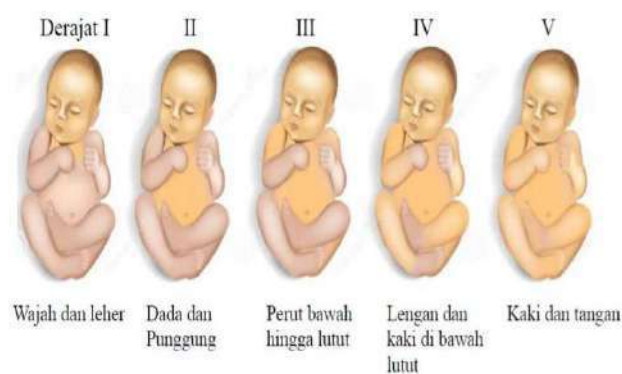 Derajat I II III IV V
Wajah dan leher
Dada dan
Punggung
Perut bawah
hingga lutut
Lengan dan
kaki di bawah
lutut
Kaki dan tangan